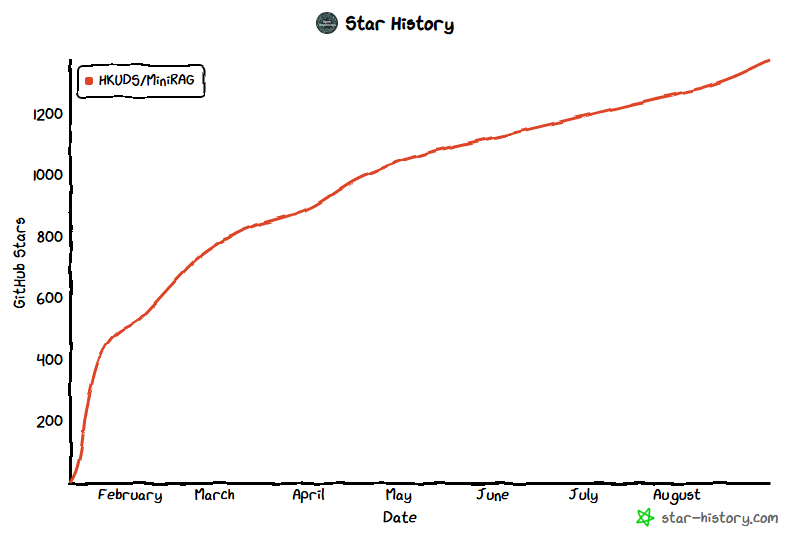 Star History
HKUDS/MiniRAG
1200
1000
800
600
400
200
GitHub Stars
February March April May June July August
Date
star-history.com